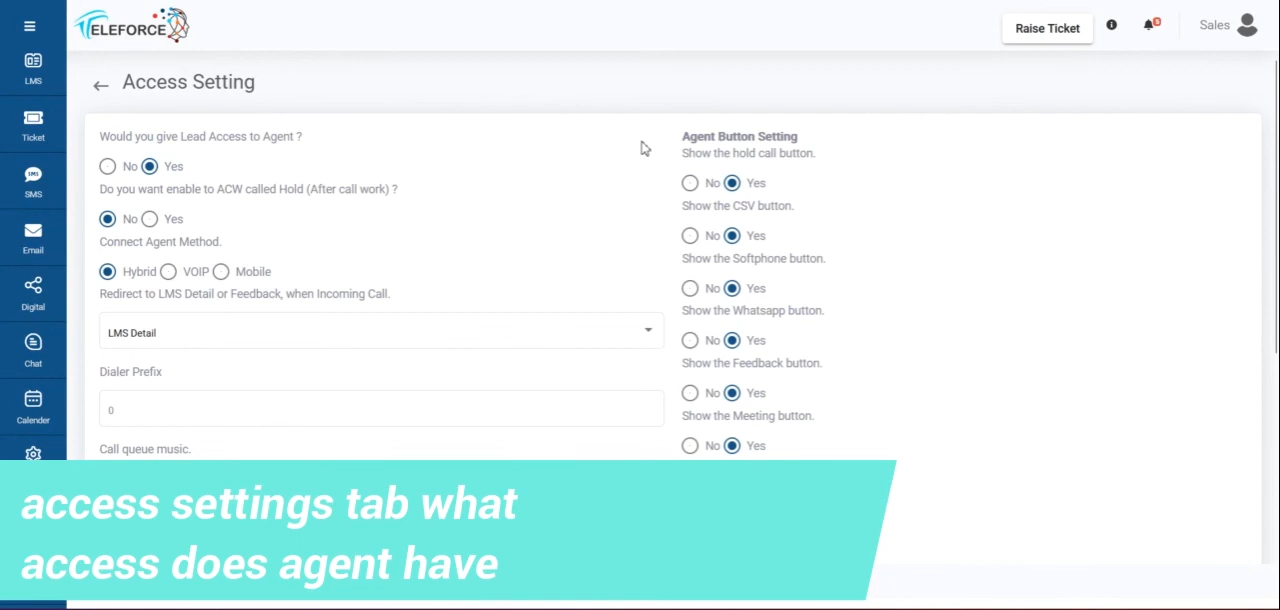 TELEFORCE
Raise Ticket
Sales
LMS
Ticket
SMS
SMS
Email
Digital
Chat
Calender
Access Setting
Would you give Lead Access to Agent ?
No Yes
Do you want enable to ACW called Hold (After call work) ?
No Yes
Connect Agent Method.
Hybrid VOIP Mobile
Redirect to LMS Detail or Feedback, when Incoming Call.
LMS Detail
Dialer Prefix
0
Call queue music.
Agent Button Setting
Show the hold call button.
No Yes
Show the CSV button.
No Yes
Show the Softphone button.
No Yes
Show the Whatsapp button.
No Yes
Show the Feedback button.
No Yes
Show the Meeting button.
No Yes
access settings tab what
access does agent have